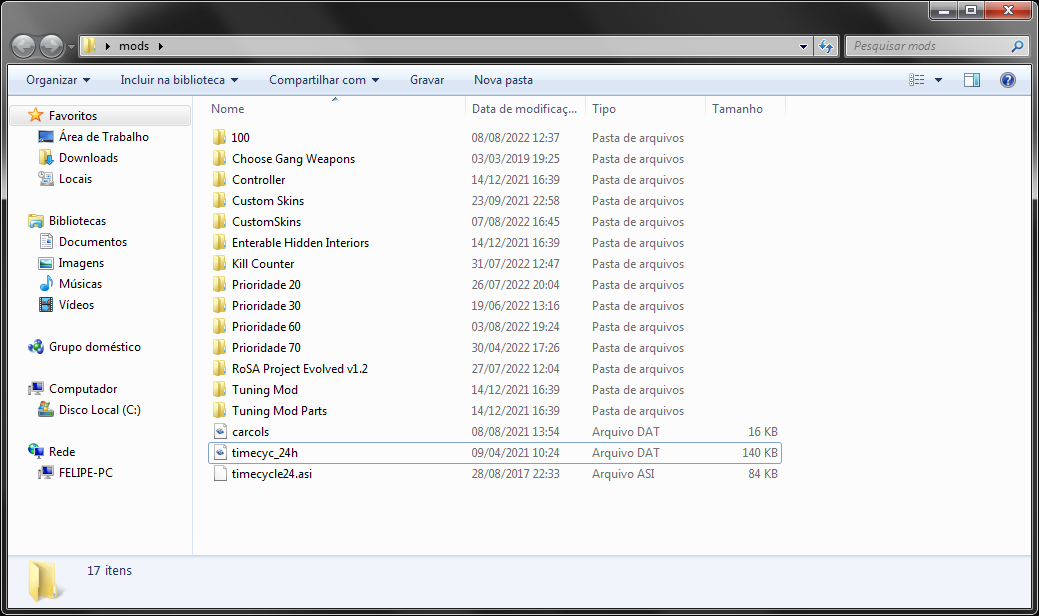 mods
Pesquisar mods
Organizar Incluir na biblioteca Compartilhar com Gravar Nova pasta
Favoritos
Área de Trabalho
Downloads
Locais
Bibliotecas
Documentos
Imagens
Músicas
Vídeos
Grupo doméstico
Computador
Disco Local (C:)
Rede
FELIPE-PC
Nome Data de modificaç... Tipo Tamanho
100 08/08/2022 12:37 Pasta de arquivos
Choose Gang Weapons 03/03/2019 19:25 Pasta de arquivos
Controller 14/12/2021 16:39 Pasta de arquivos
Custom Skins 23/09/2021 22:58 Pasta de arquivos
CustomSkins 07/08/2022 16:45 Pasta de arquivos
Enterable Hidden Interiors 14/12/2021 16:39 Pasta de arquivos
Kill Counter 31/07/2022 12:47 Pasta de arquivos
Prioridade 20 26/07/2022 20:04 Pasta de arquivos
Prioridade 30 19/06/2022 13:16 Pasta de arquivos
Prioridade 60 03/08/2022 19:24 Pasta de arquivos
Prioridade 70 30/04/2022 17:26 Pasta de arquivos
RoSA Project Evolved v1.2 27/07/2022 12:04 Pasta de arquivos
Tuning Mod 14/12/2021 16:39 Pasta de arquivos
Tuning Mod Parts 14/12/2021 16:39 Pasta de arquivos
carcols 08/08/2021 13:54 Arquivo DAT 16 KB
timecyc_24h 09/04/2021 10:24 Arquivo DAT 140 KB
timecycle24.asi 28/08/2017 22:33 Arquivo ASI 84 KB
17 itens